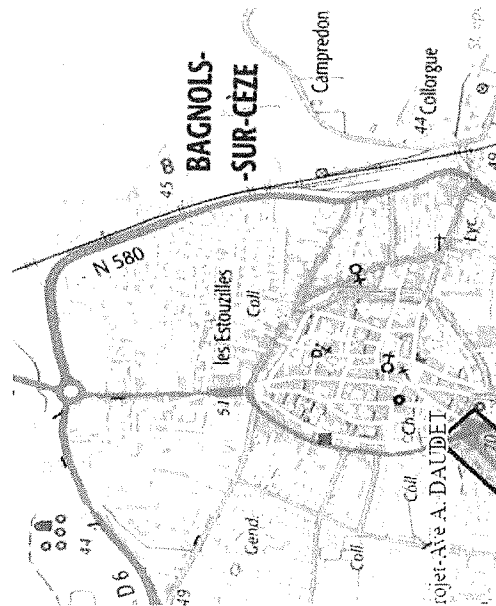 BAGNOLS-
-SUR-CÈZE
Campredon
44 Collorgue
45
N 580
les Estouzilles
Coll
49
Lyc.
51
Ch.
Coll.
rojet-Ave A. DAUDET
44
D 6
Gend.
Coll.
49